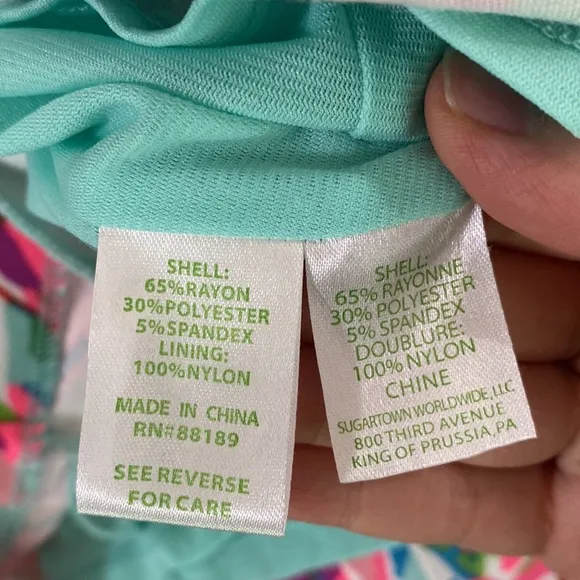 SHELL:
65%RAYON
30%POLYESTER
5%SPANDEX
LINING:
100%NYLON
MADE IN CHINA
RN#88189
SEE REVERSE
FOR CARE
SHELL:
65%RAYONNE
30%POLYESTER
5%SPANDEX
DOUBLURE:
100%NYLON
CHINE
SUGARTOWN WORLDWIDE, LLC
800 THIRD AVENUE
KING OF PRUSSIA, PA